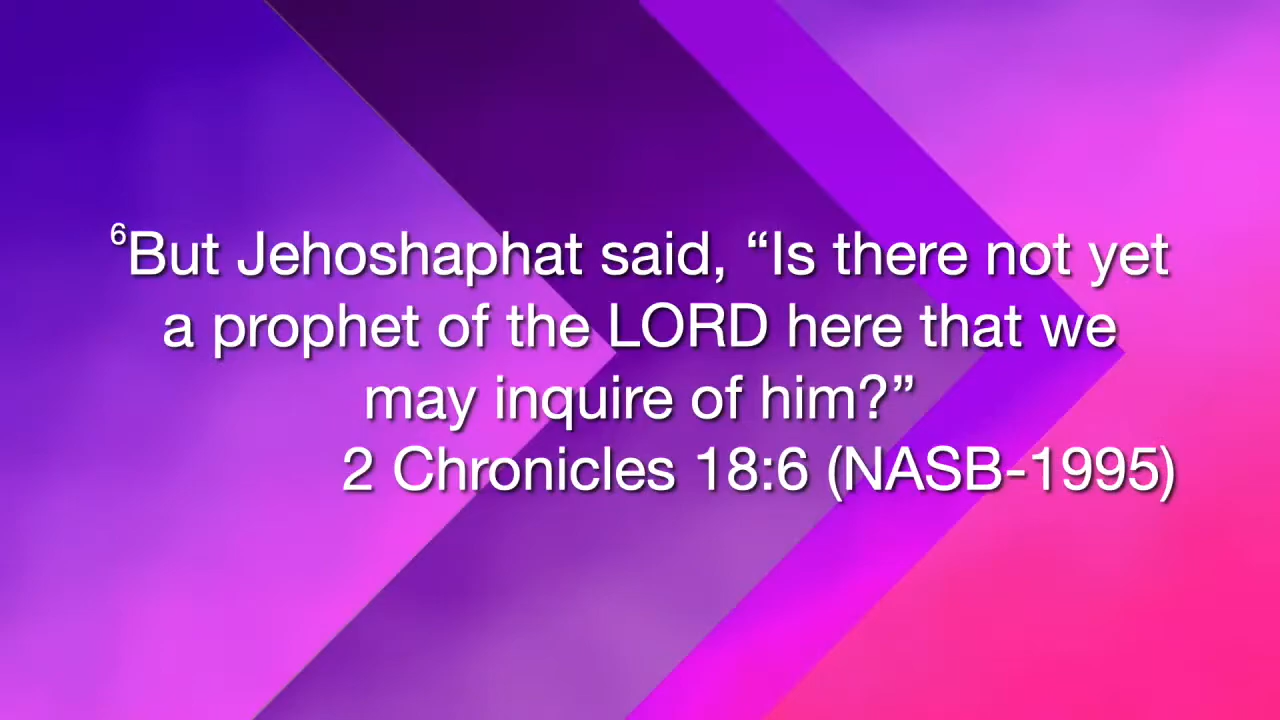 ⁶But Jehoshaphat said, “Is there not yet
a prophet of the LORD here that we
may inquire of him?”
2 Chronicles 18:6 (NASB-1995)